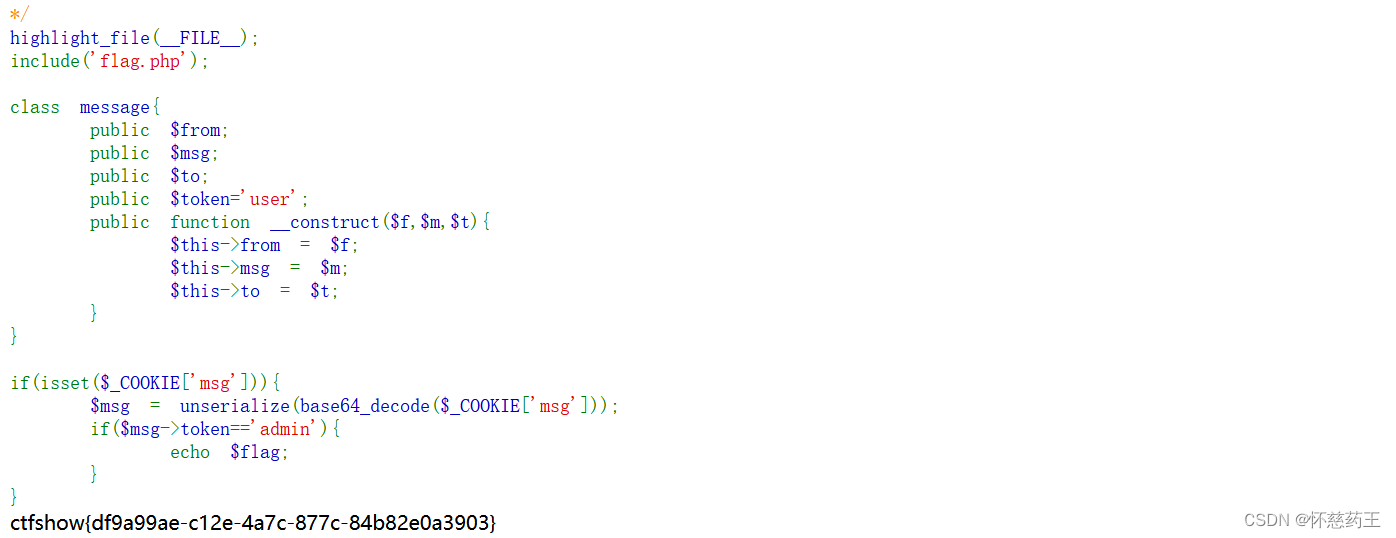 */
highlight_file(__FILE__);
include('flag.php');
class message{
public $from;
public $msg;
public $to;
public $token='user';
public function __construct($f,$m,$t){
$this->from = $f;
$this->msg = $m;
$this->to = $t;
}
}
if(isset($_COOKIE['msg'])){
$msg = unserialize(base64_decode($_COOKIE['msg']));
if($msg->token=='admin'){
echo $flag;
}
}
ctfshow{df9a99ae-c12e-4a7c-877c-84b82e0a3903}
CSDN @怀慈药王